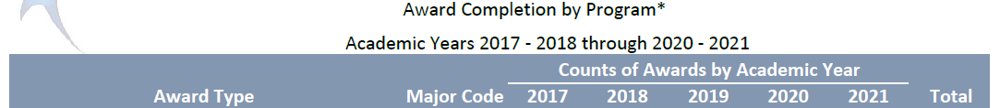 Award Completion by Program*
Academic Years 2017 - 2018 through 2020 - 2021
Counts of Awards by Academic Year
Award Type Major Code 2017 2018 2019 2020 2021 Total